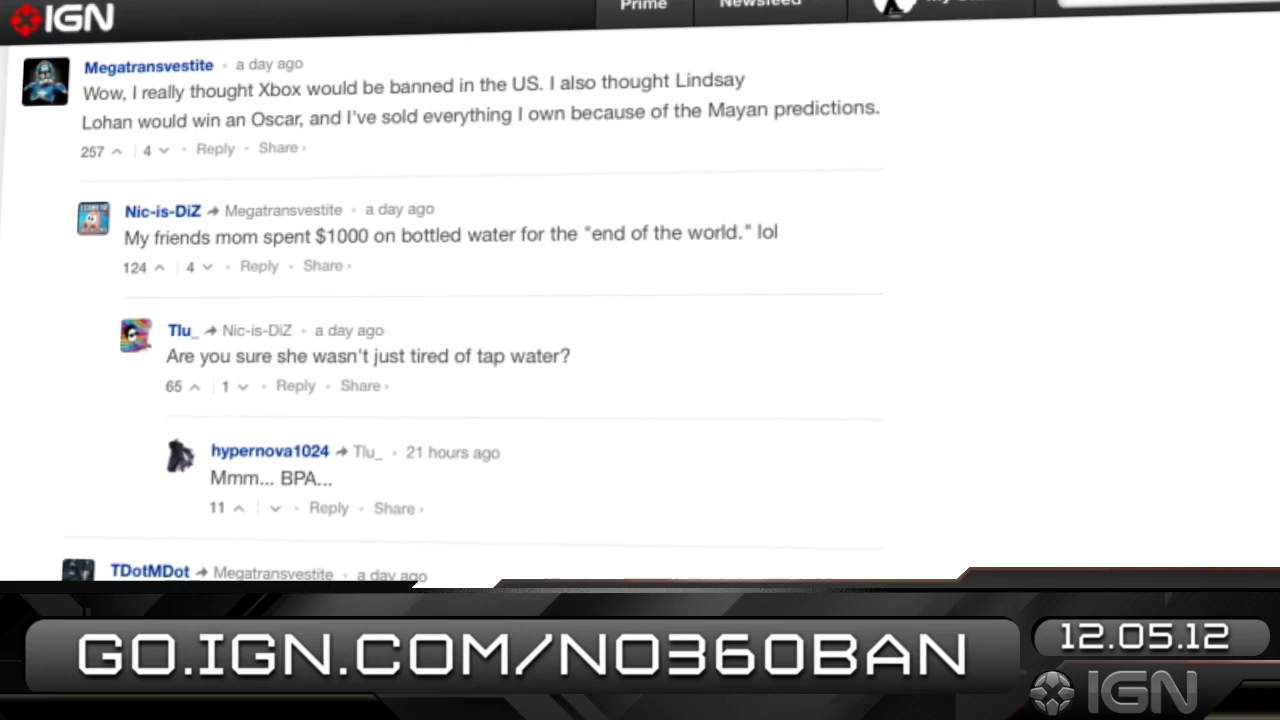 IGN
Prime
Newsfeed
Megatransvestite • a day ago
Wow, I really thought Xbox would be banned in the US. I also thought Lindsay
Lohan would win an Oscar, and I've sold everything I own because of the Mayan predictions.
257 4 • Reply • Share ›
Nic-is-DiZ Megatransvestite • a day ago
My friends mom spent $1000 on bottled water for the "end of the world." lol
124 4 • Reply • Share ›
Tlu_ Nic-is-DiZ • a day ago
Are you sure she wasn't just tired of tap water?
65 1 • Reply • Share ›
hypernova1024 Tlu_ • 21 hours ago
Mmm... BPA...
11 • Reply • Share ›
TDotMDot Megatransvestite • a day ago
GO.IGN.COM/NO360BAN
12.05.12
IGN